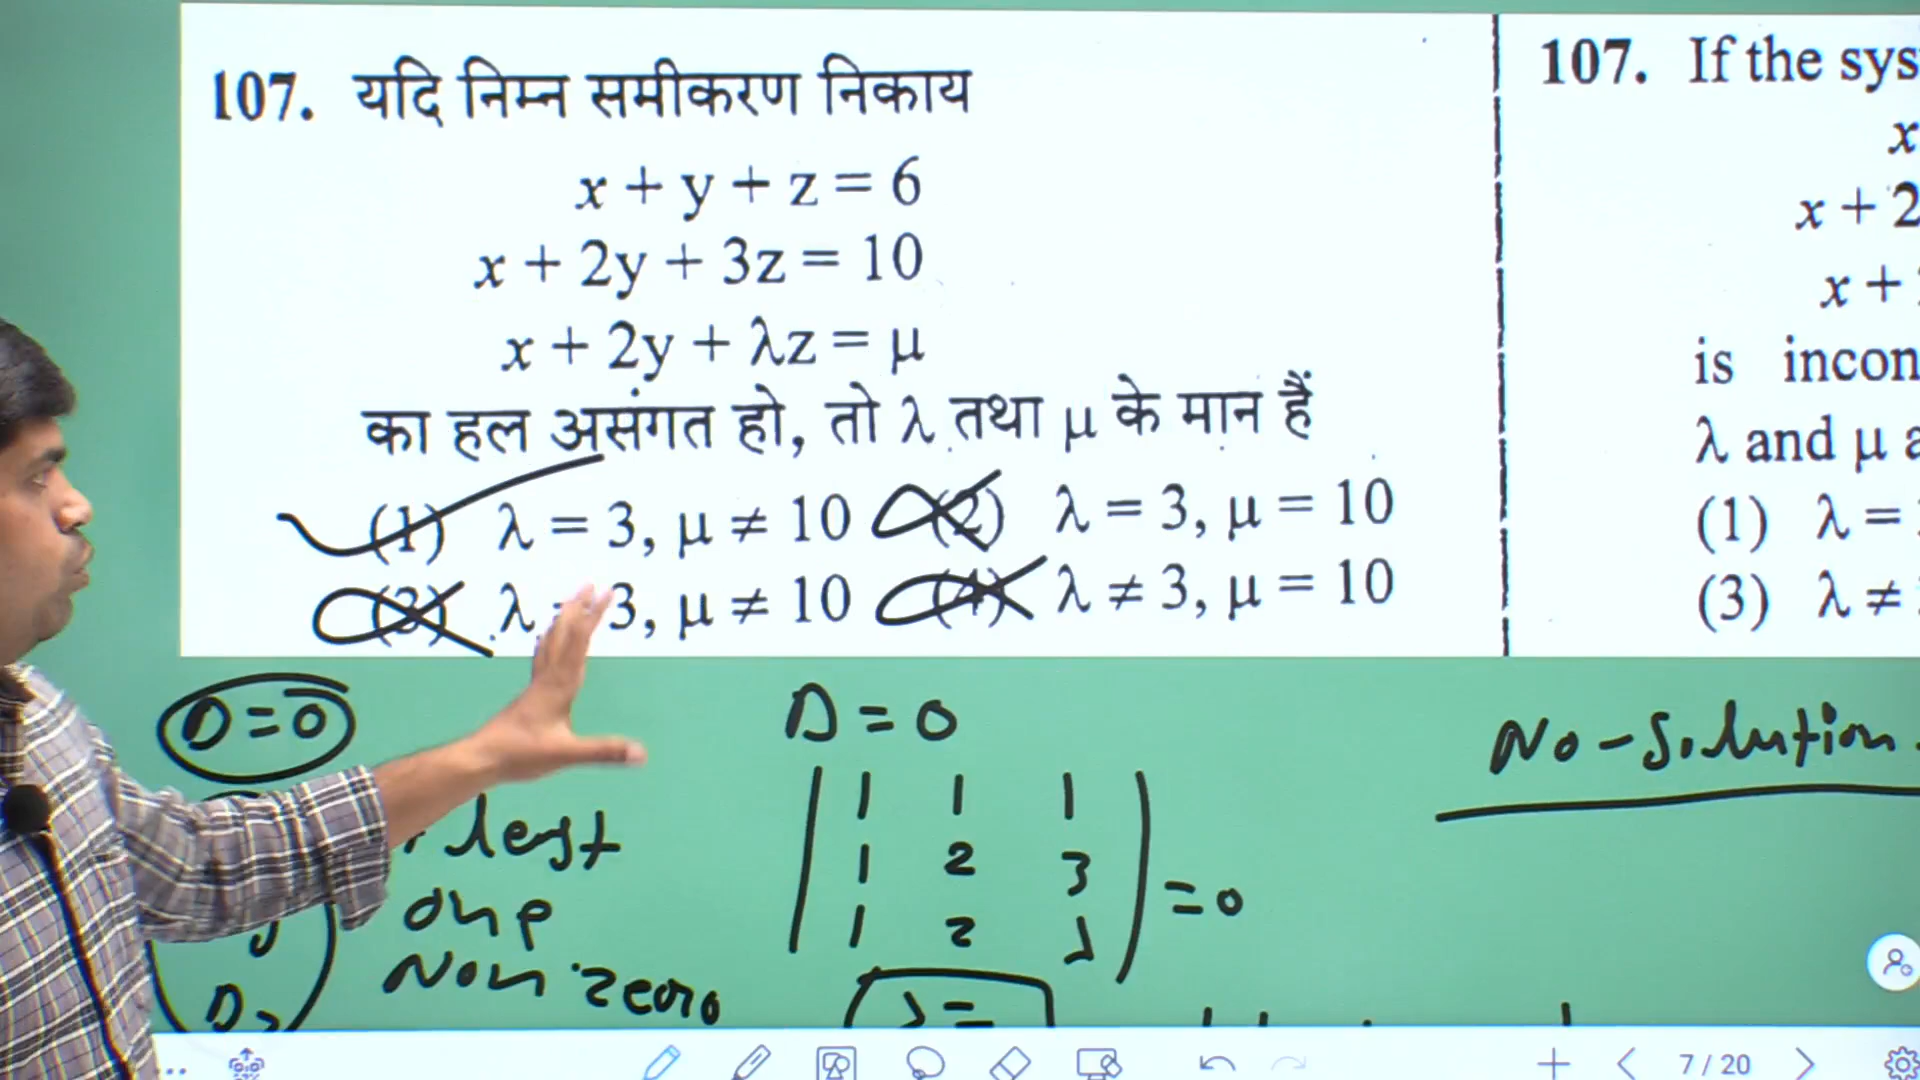 107. यदि निम्न समीकरण निकाय
x + y + z = 6
x + 2y + 3z = 10
x + 2y + λz = μ
का हल असंगत हो, तो λ तथा μ के मान हैं
(1) λ = 3, μ ≠ 10 (2) λ = 3, μ = 10
(3) λ 3, μ ≠ 10 (4) λ ≠ 3, μ = 10
107. If the sys
x
x + 2
x +
is incon
λ and μ a
(1) λ =
(3) λ ≠
D = 0
lest
one
Non zero
D = 0
1 1 1
1 2 3
1 2 λ
= 0
λ =
No - Solution
7 / 20